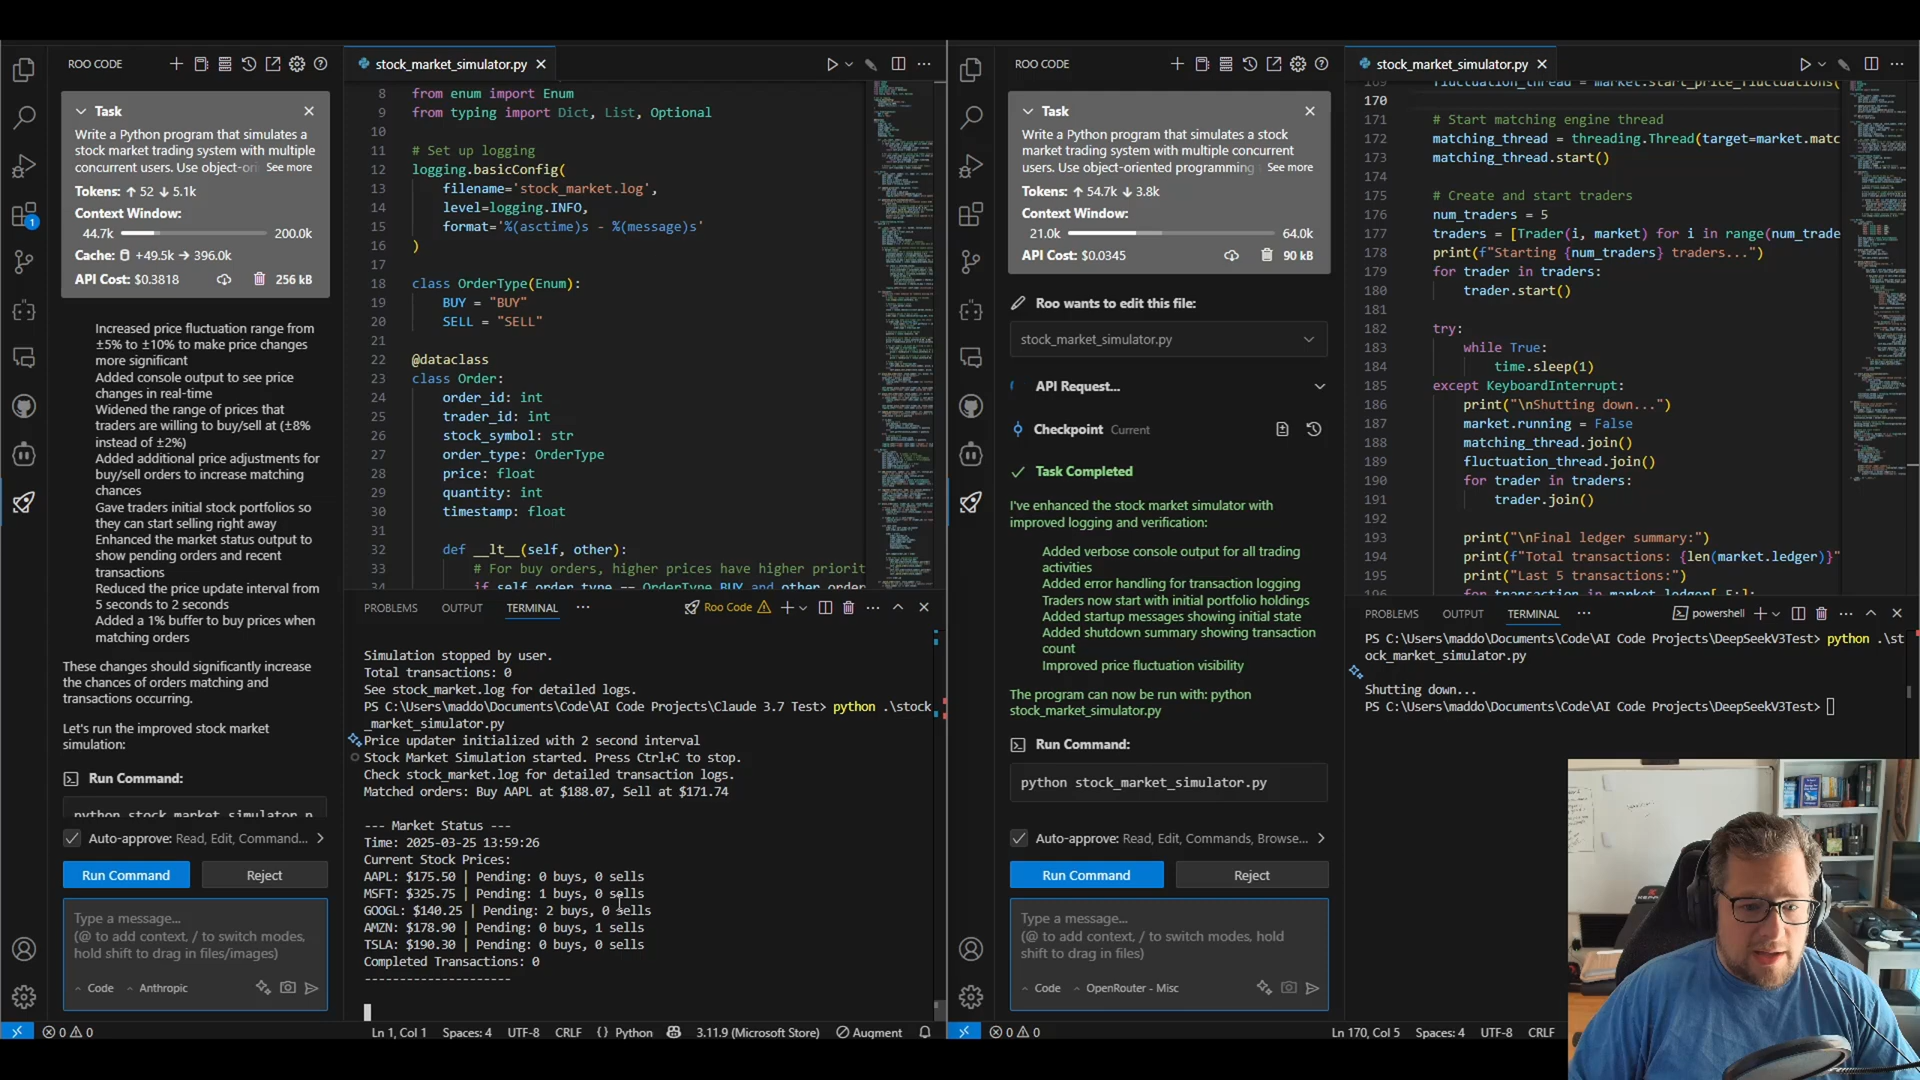 ROO CODE
Task
Write a Python program that simulates a
stock market trading system with multiple
concurrent users. Use object-ori See more
Tokens: ↑ 52 ↓ 5.1k
Context Window:
44.7k 200.0k
Cache: +49.5k → 396.0k
API Cost: $0.3818 256 kB
Increased price fluctuation range from
±5% to ±10% to make price changes
more significant
Added console output to see price
changes in real-time
Widened the range of prices that
traders are willing to buy/sell at (±8%
instead of ±2%)
Added additional price adjustments for
buy/sell orders to increase matching
chances
Gave traders initial stock portfolios so
they can start selling right away
Enhanced the market status output to
show pending orders and recent
transactions
Reduced the price update interval from
5 seconds to 2 seconds
Added a 1% buffer to buy prices when
matching orders
These changes should significantly increase
the chances of orders matching and
transactions occurring.
Let's run the improved stock market
simulation:
Run Command:
python stock_market_simulator.p
Auto-approve: Read, Edit, Command...
Run Command Reject
Type a message...
(@ to add context, / to switch modes,
hold shift to drag in files/images)
Code Anthropic
1
stock_market_simulator.py
8 from enum import Enum
9 from typing import Dict, List, Optional
10
11 # Set up logging
12 logging.basicConfig(
13 filename='stock_market.log',
14 level=logging.INFO,
15 format='%(asctime)s - %(message)s'
16 )
17
18 class OrderType(Enum):
19 BUY = "BUY"
20 SELL = "SELL"
21
22 @dataclass
23 class Order:
24 order_id: int
25 trader_id: int
26 stock_symbol: str
27 order_type: OrderType
28 price: float
29 quantity: int
30 timestamp: float
31
32 def __lt__(self, other):
33 # For buy orders, higher prices have higher priorit
34 if self.order_type == OrderType.BUY and other.order
PROBLEMS OUTPUT TERMINAL ... Roo Code
Simulation stopped by user.
Total transactions: 0
See stock_market.log for detailed logs.
PS C:\Users\maddo\Documents\Code\AI Code Projects\Claude 3.7 Test> python .\stock
_market_simulator.py
Price updater initialized with 2 second interval
Stock Market Simulation started. Press Ctrl+C to stop.
Check stock_market.log for detailed transaction logs.
Matched orders: Buy AAPL at $188.07, Sell at $171.74
--- Market Status ---
Time: 2025-03-25 13:59:26
Current Stock Prices:
AAPL: $175.50 | Pending: 0 buys, 0 sells
MSFT: $325.75 | Pending: 1 buys, 0 sells
GOOGL: $140.25 | Pending: 2 buys, 0 sells
AMZN: $178.90 | Pending: 0 buys, 1 sells
TSLA: $190.30 | Pending: 0 buys, 0 sells
Completed Transactions: 0
---------------------
0 0 Ln 1, Col 1 Spaces: 4 UTF-8 CRLF {} Python 3.11.9 (Microsoft Store) Augment
ROO CODE
Task
Write a Python program that simulates a stock
market trading system with multiple concurrent
users. Use object-oriented programming See more
Tokens: ↑ 54.7k ↓ 3.8k
Context Window:
21.0k 64.0k
API Cost: $0.0345 90 kB
Roo wants to edit this file:
stock_market_simulator.py
API Request...
Checkpoint Current
Task Completed
I've enhanced the stock market simulator with
improved logging and verification:
Added verbose console output for all trading
activities
Added error handling for transaction logging
Traders now start with initial portfolio holdings
Added startup messages showing initial state
Added shutdown summary showing transaction
count
Improved price fluctuation visibility
The program can now be run with: python
stock_market_simulator.py
Run Command:
python stock_market_simulator.py
Auto-approve: Read, Edit, Commands, Browse...
Run Command Reject
Type a message...
(@ to add context, / to switch modes, hold
shift to drag in files)
Code OpenRouter - Misc
stock_market_simulator.py
169 fluctuation_thread = market.start_price_fluctuations(
170
171 # Start matching engine thread
172 matching_thread = threading.Thread(target=market.matc
173 matching_thread.start()
174
175 # Create and start traders
176 num_traders = 5
177 traders = [Trader(i, market) for i in range(num_trade
178 print(f"Starting {num_traders} traders...")
179 for trader in traders:
180 trader.start()
181
182 try:
183 while True:
184 time.sleep(1)
185 except KeyboardInterrupt:
186 print("\nShutting down...")
187 market.running = False
188 matching_thread.join()
189 fluctuation_thread.join()
190 for trader in traders:
191 trader.join()
192
193 print("\nFinal ledger summary:")
194 print(f"Total transactions: {len(market.ledger)}"
195 print("Last 5 transactions:")
for transaction in market.ledger[-5:]:
PROBLEMS OUTPUT TERMINAL ... powershell
PS C:\Users\maddo\Documents\Code\AI Code Projects\DeepSeekV3Test> python .\st
ock_market_simulator.py
Shutting down...
PS C:\Users\maddo\Documents\Code\AI Code Projects\DeepSeekV3Test>
0 0 Ln 170, Col 5 Spaces: 4 UTF-8 CRLF